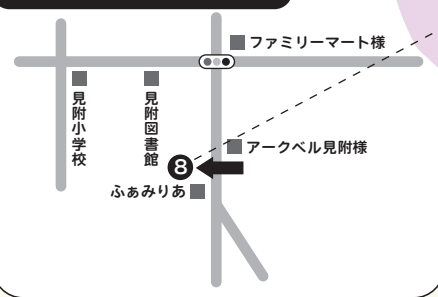 ファミリーマート様
見附小学校
見附図書館
アークベル見附様
8
ふぁみりあ